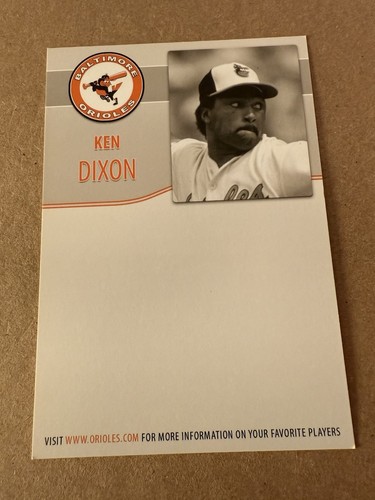 BALTIMORE
ORIOLES
KEN
DIXON
VISIT WWW.ORIOLES.COM FOR MORE INFORMATION ON YOUR FAVORITE PLAYERS